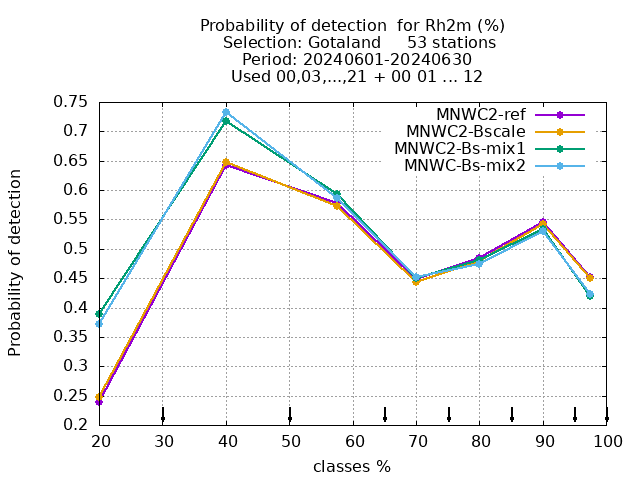 Probability of detection  for Rh2m (%)
Selection: Gotaland     53 stations
Period: 20240601-20240630
Used 00,03,...,21 + 00 01 ... 12
MNWC2-ref
MNWC2-Bscale
MNWC2-Bs-mix1
MNWC-Bs-mix2
Probability of detection
0.75
0.7
0.65
0.6
0.55
0.5
0.45
0.4
0.35
0.3
0.25
0.2
20 30 40 50 60 70 80 90 100
classes %